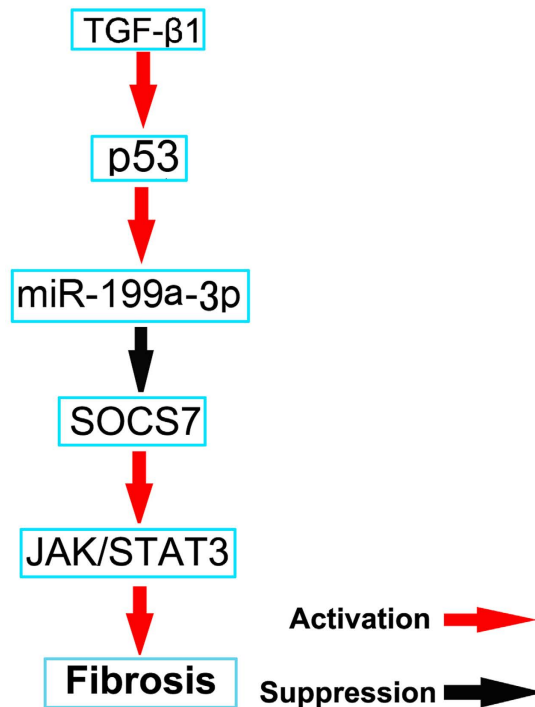 TGF-β1
p53
miR-199a-3p
SOCS7
JAK/STAT3
Fibrosis
Activation
Suppression